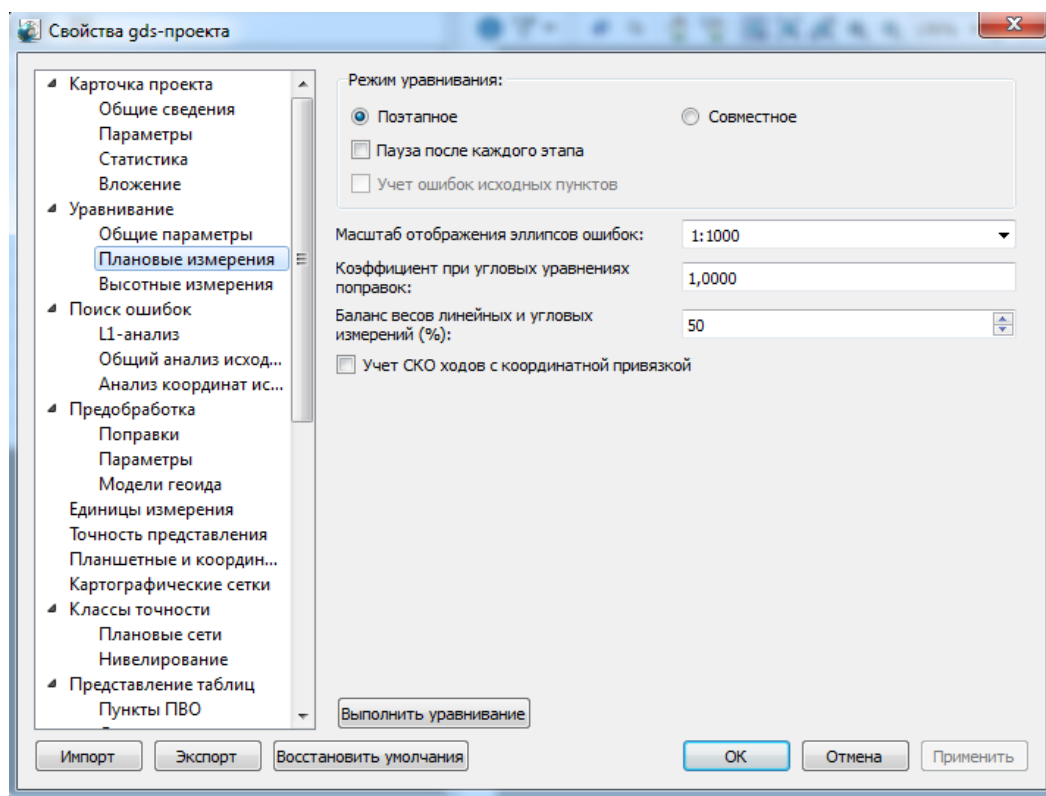 Свойства gds-проекта
Карточка проекта
Общие сведения
Параметры
Статистика
Вложение
Уравнивание
Общие параметры
Плановые измерения
Высотные измерения
Поиск ошибок
L1-анализ
Общий анализ исход...
Анализ координат ис...
Предобработка
Поправки
Параметры
Модели геоида
Единицы измерения
Точность представления
Планшетные и координ...
Картографические сетки
Классы точности
Плановые сети
Нивелирование
Представление таблиц
Пункты ПВО
Режим уравнивания:
Поэтапное
Совместное
Пауза после каждого этапа
Учет ошибок исходных пунктов
Масштаб отображения эллипсов ошибок:
1:1000
Коэффициент при угловых уравнениях
поправок:
1,0000
Баланс весов линейных и угловых
измерений (%):
50
Учет СКО ходов с координатной привязкой
Выполнить уравнивание
Импорт
Экспорт
Восстановить умолчания
OK
Отмена
Применить